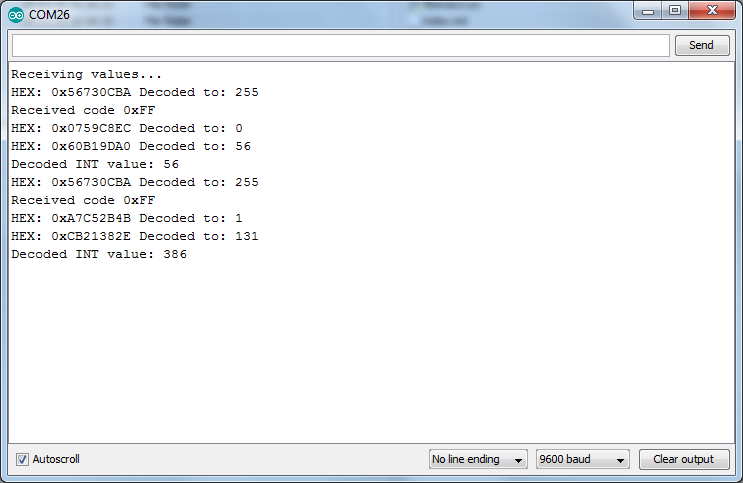 COM26
Send
Receiving values...
HEX: 0x56730CBA Decoded to: 255
Received code 0xFF
HEX: 0x0759C8EC Decoded to: 0
HEX: 0x60B19DA0 Decoded to: 56
Decoded INT value: 56
HEX: 0x56730CBA Decoded to: 255
Received code 0xFF
HEX: 0xA7C52B4B Decoded to: 1
HEX: 0xCB21382E Decoded to: 131
Decoded INT value: 386
Autoscroll
No line ending
9600 baud
Clear output